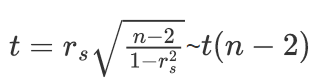 t = r_s √((n−2)/(1−r_s²)) ~ t(n − 2)